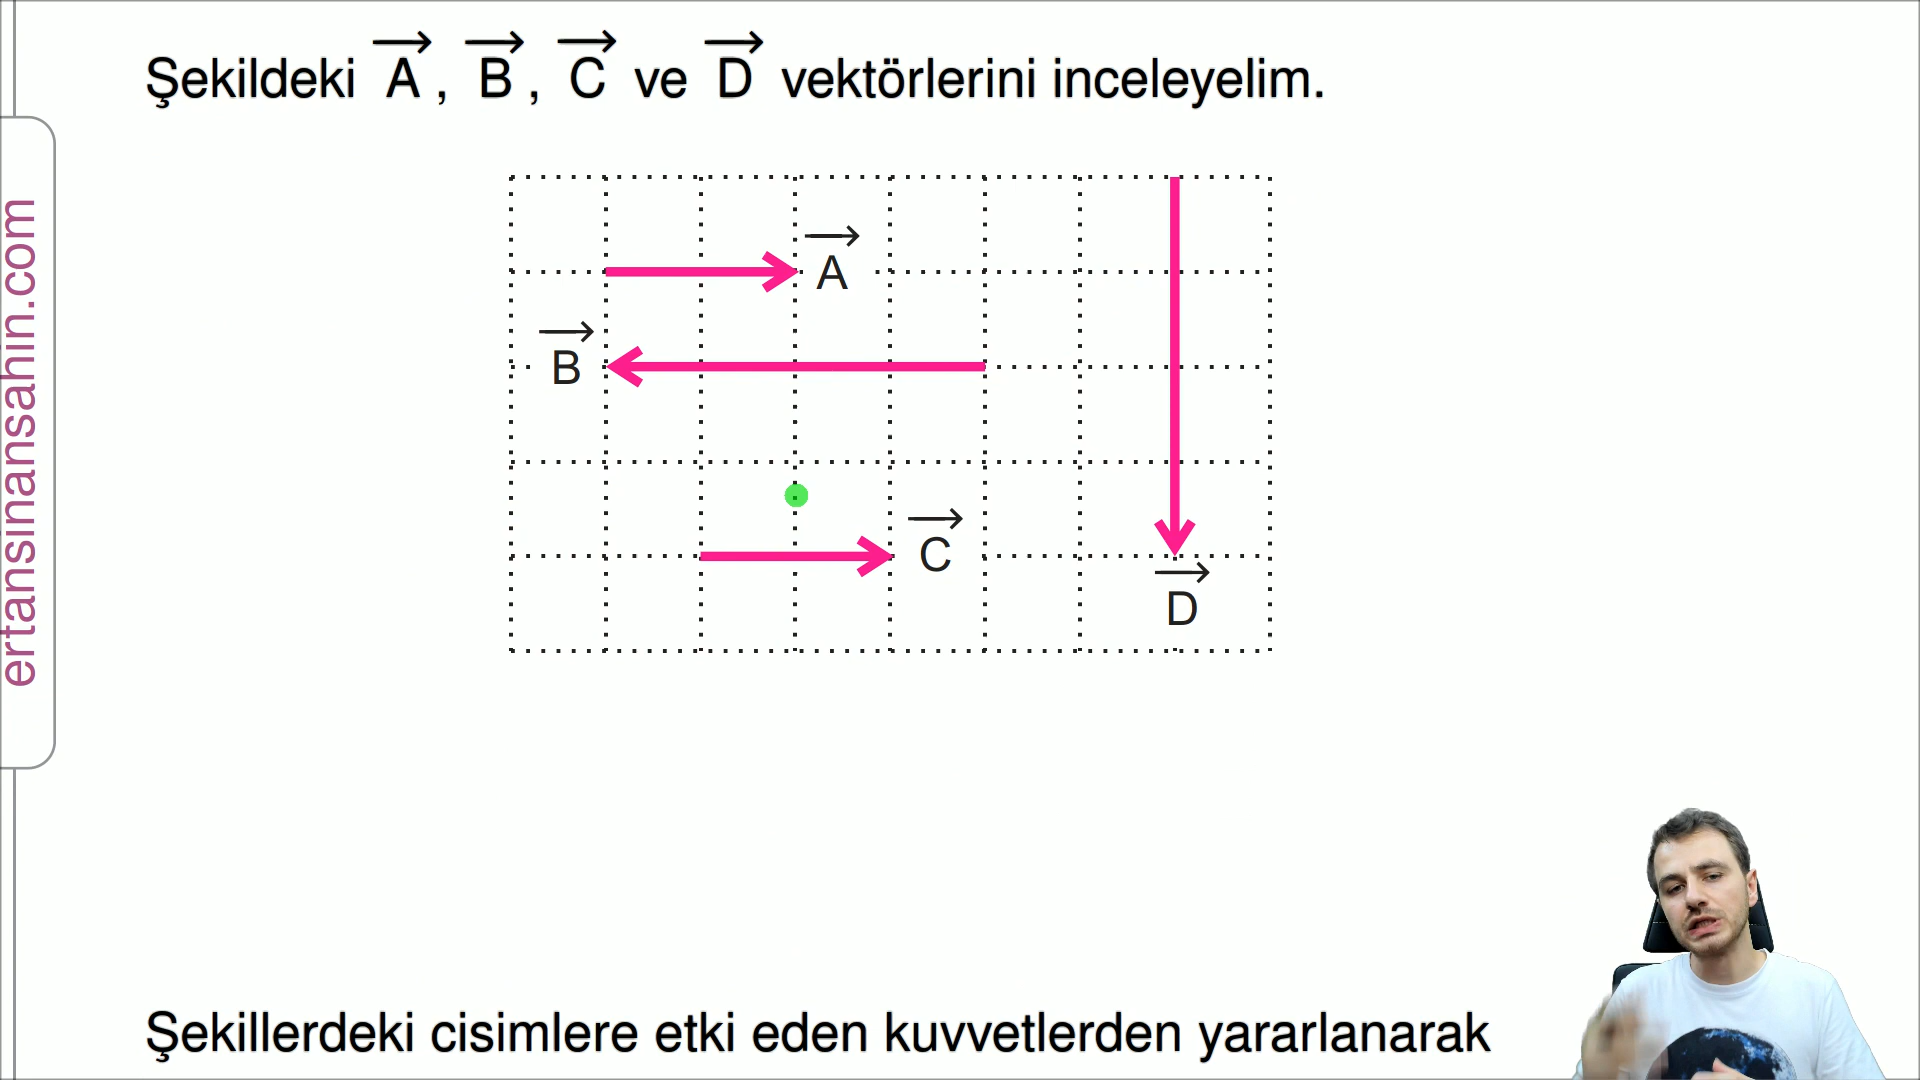 Şekildeki A, B, C ve D vektörlerini inceleyelim.
ertansinansahin.com
A
B
C
D
Şekillerdeki cisimlere etki eden kuvvetlerden yararlanarak